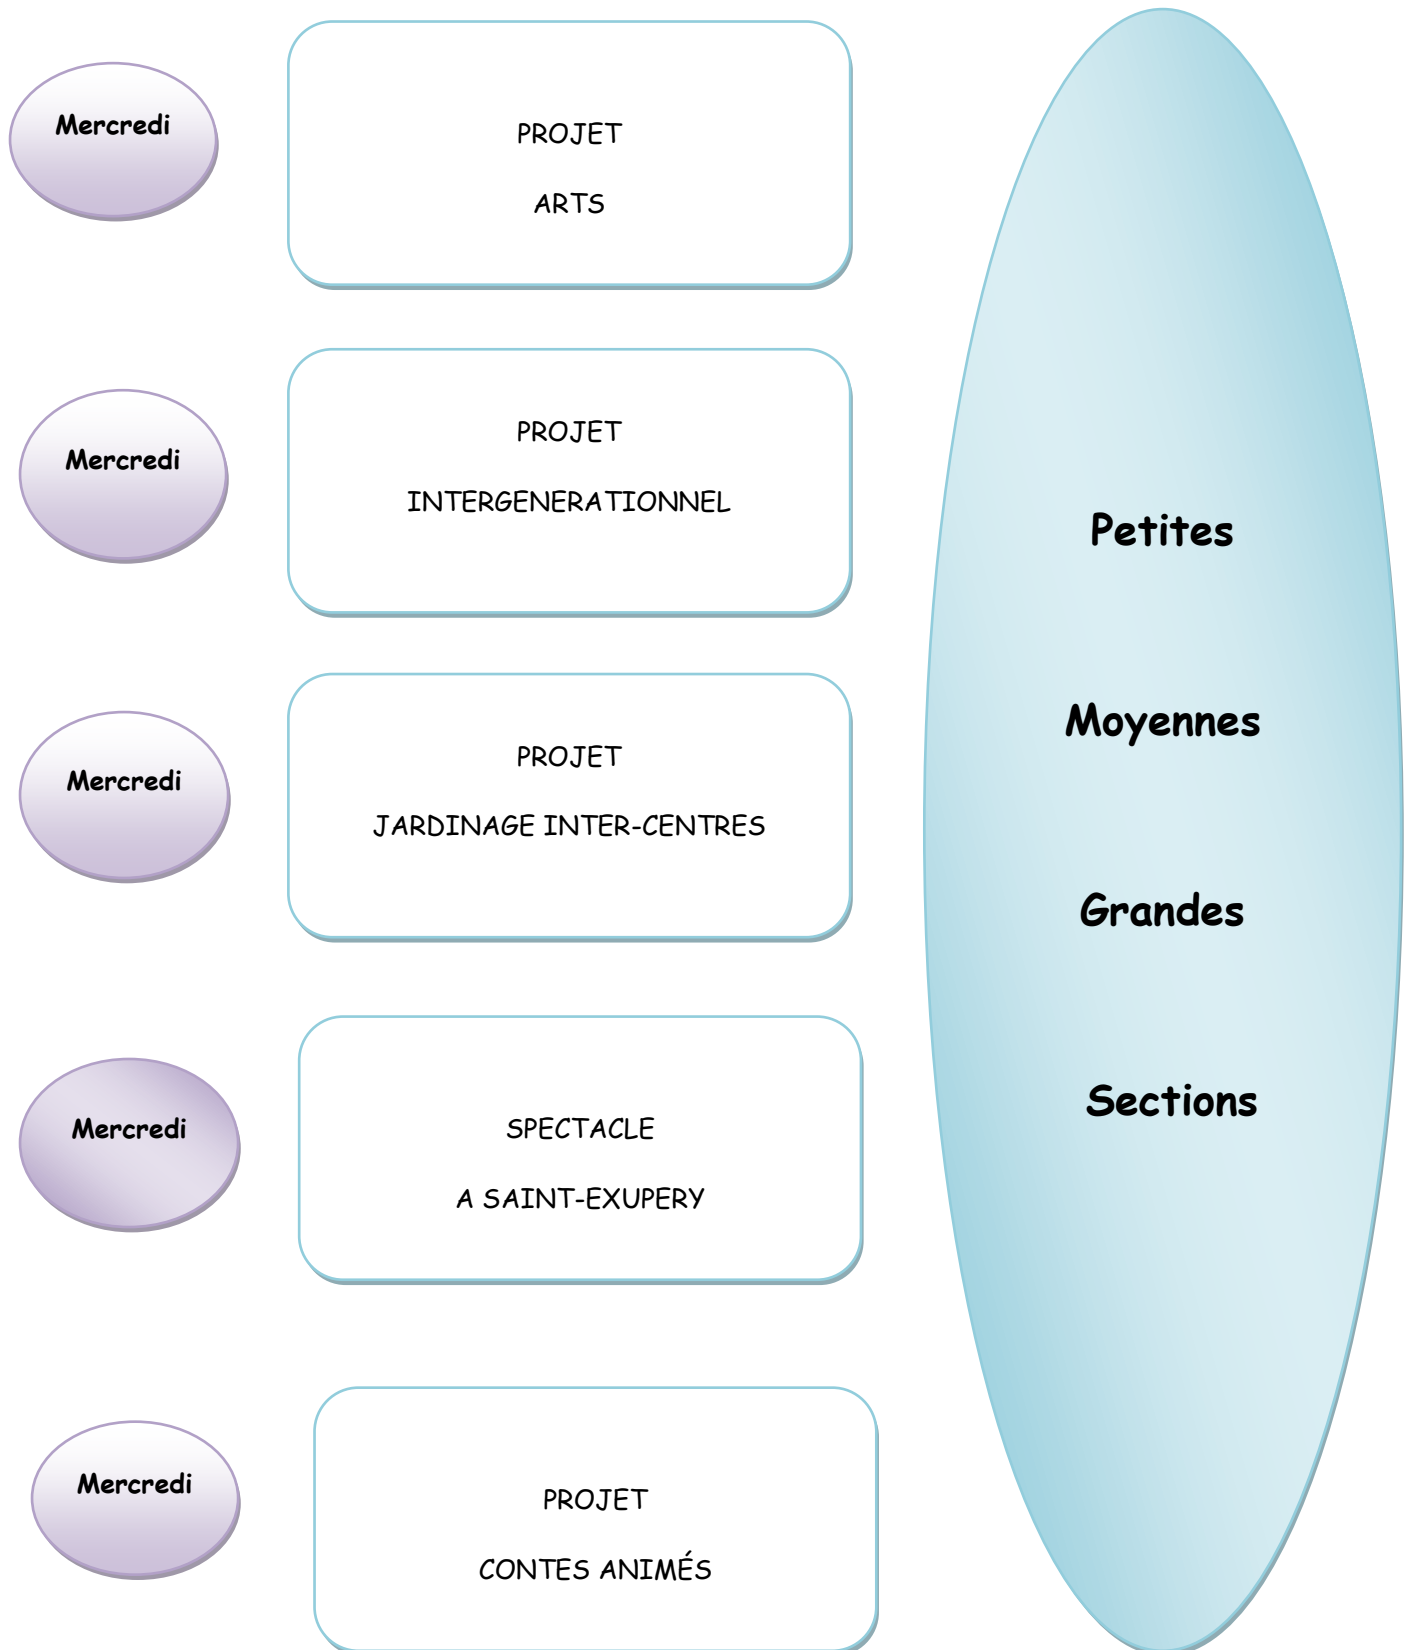 Mercredi
PROJET
ARTS
Mercredi
PROJET
INTERGENERATIONNEL
Mercredi
PROJET
JARDINAGE INTER-CENTRES
Mercredi
SPECTACLE
A SAINT-EXUPERY
Mercredi
PROJET
CONTES ANIMÉS
Petites
Moyennes
Grandes
Sections